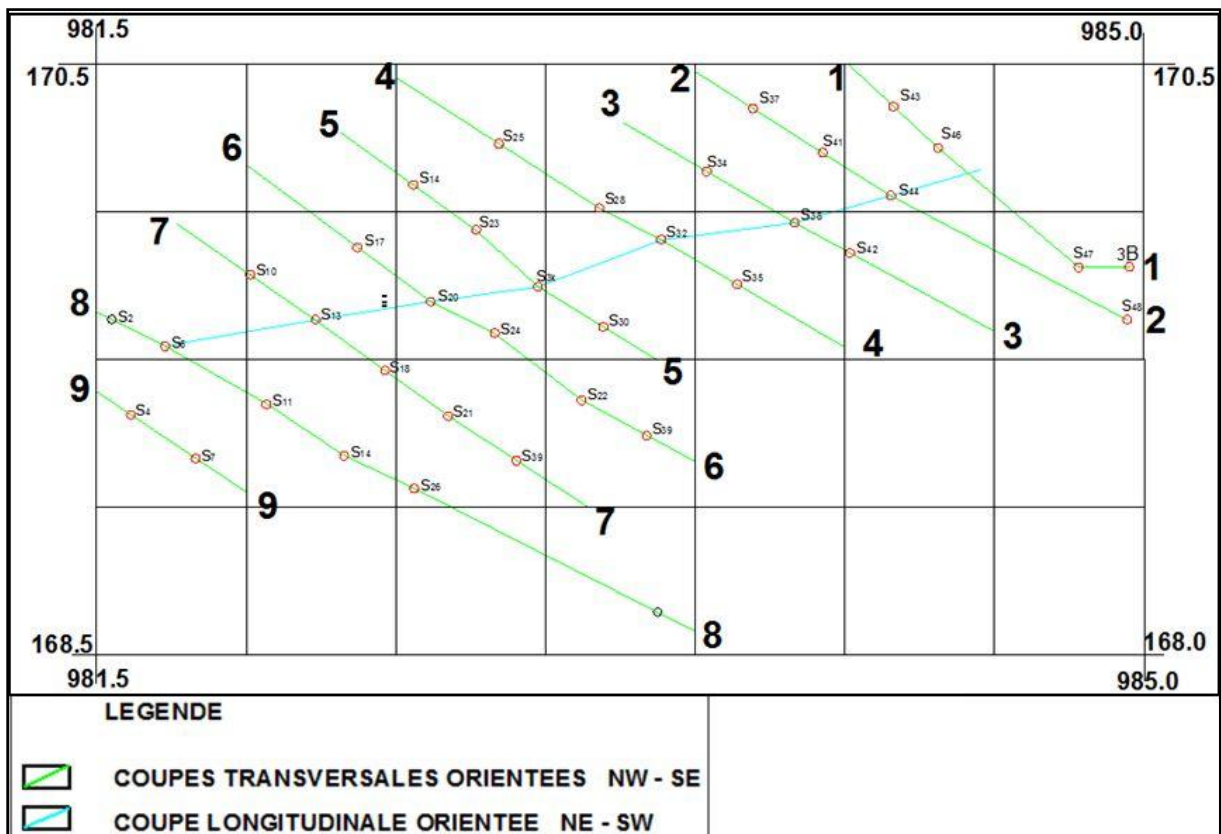 981.5 985.0
170.5 4 2 1 170.5
S37 S43
5 3
S25 S41 S46
6 S14 S34
S44
7 S17 S23 S28 S36
S32 S42 S47 3B 1
S10 S35
8 S2 S13 S20 S3x S48 2
S6 S24 S30 4 3
9 S18 5
S4 S11 S21 S22
S7 S14 S39 S39 6
9 S26 7
8
168.5 168.0
981.5 985.0
LEGENDE
COUPES TRANSVERSALES ORIENTEES NW - SE
COUPE LONGITUDINALE ORIENTEE NE - SW